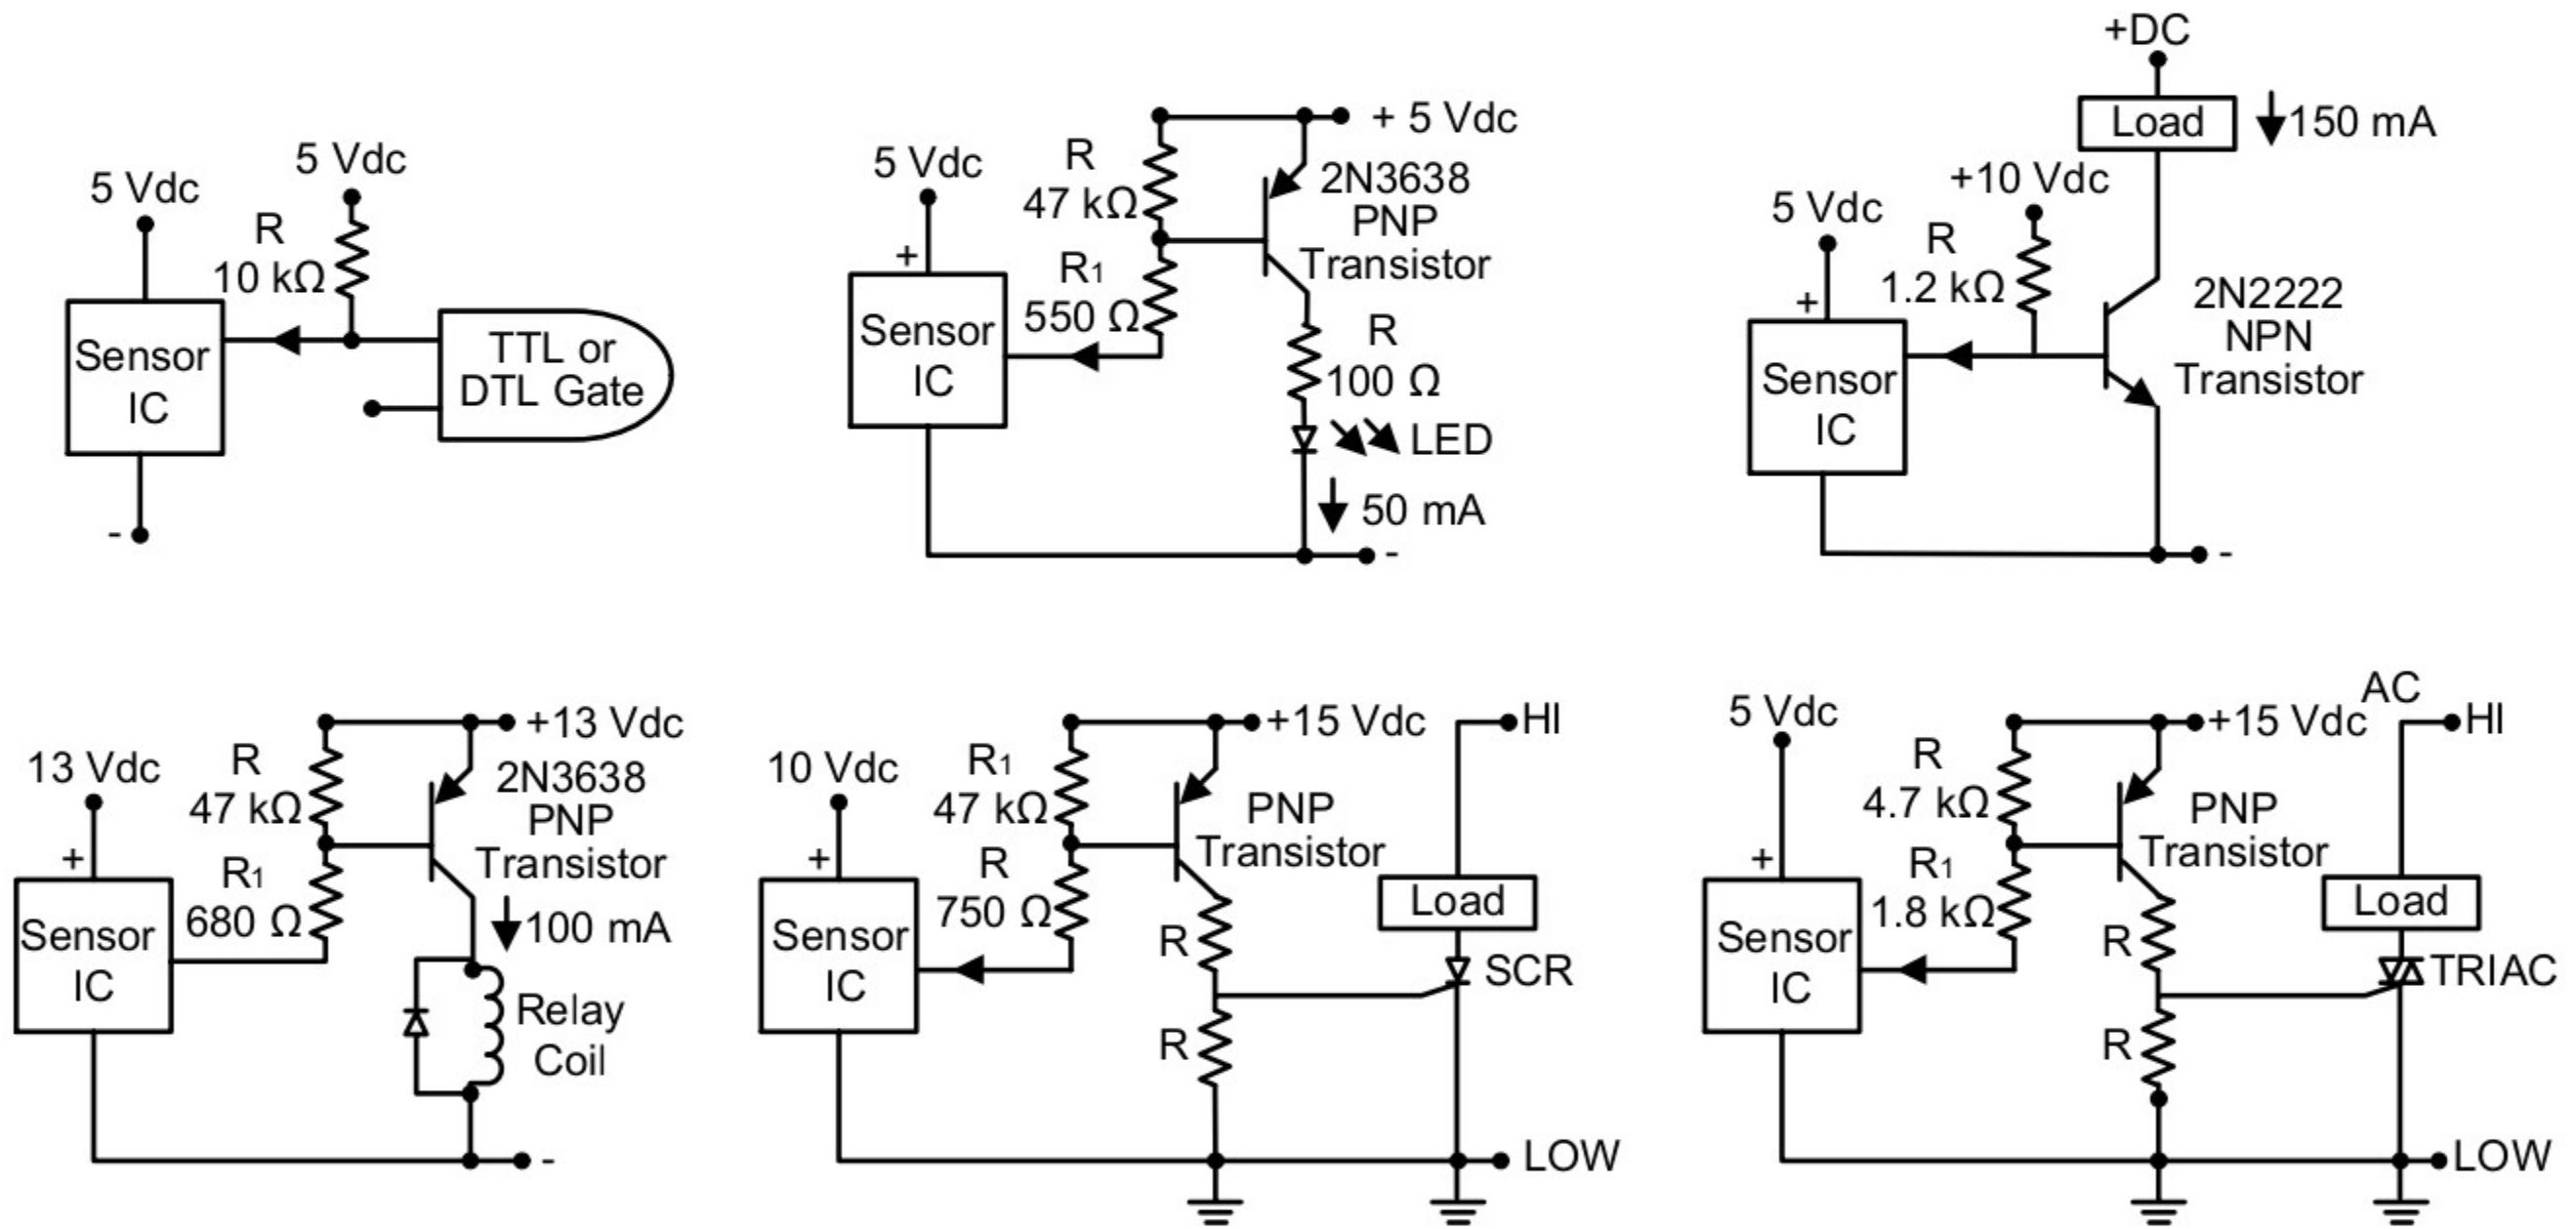 5 Vdc
5 Vdc
R
10 kΩ
Sensor
IC
TTL or
DTL Gate
-
+ 5 Vdc
5 Vdc
R
47 kΩ
2N3638
PNP
Transistor
+
R1
550 Ω
Sensor
IC
R
100 Ω
LED
50 mA
-
+DC
Load
150 mA
+10 Vdc
5 Vdc
R
1.2 kΩ
+
2N2222
NPN
Transistor
Sensor
IC
-
+13 Vdc
13 Vdc
R
47 kΩ
2N3638
PNP
Transistor
+
R1
680 Ω
Sensor
IC
100 mA
Relay
Coil
-
+15 Vdc
HI
10 Vdc
R1
47 kΩ
PNP
Transistor
+
R
750 Ω
Sensor
IC
Load
R
SCR
R
LOW
AC
5 Vdc
+15 Vdc
HI
R
4.7 kΩ
PNP
Transistor
+
R1
1.8 kΩ
Sensor
IC
Load
R
TRIAC
R
LOW